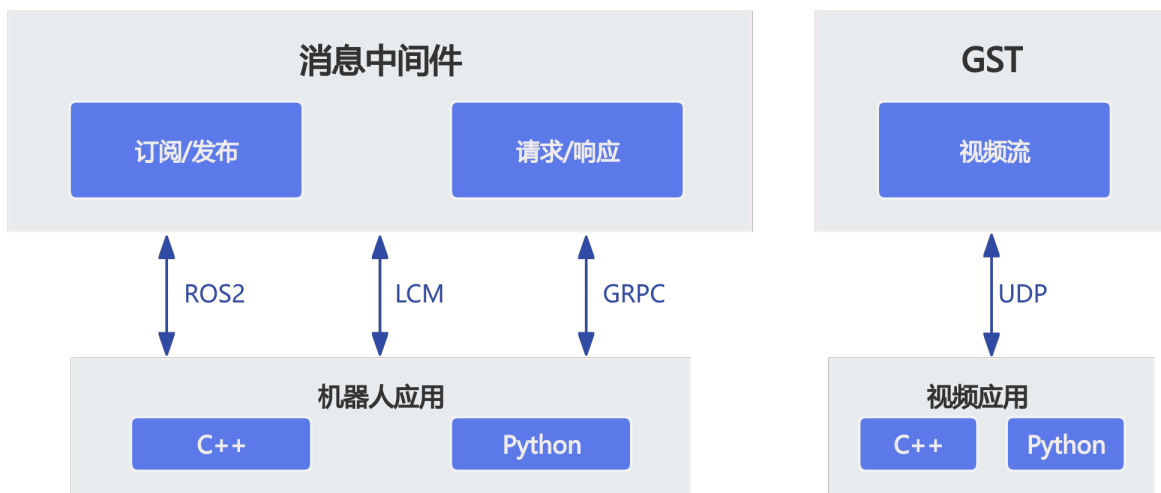 消息中间件
订阅/发布
请求/响应
GST
视频流
ROS2
LCM
GRPC
UDP
机器人应用
C++
Python
视频应用
C++
Python